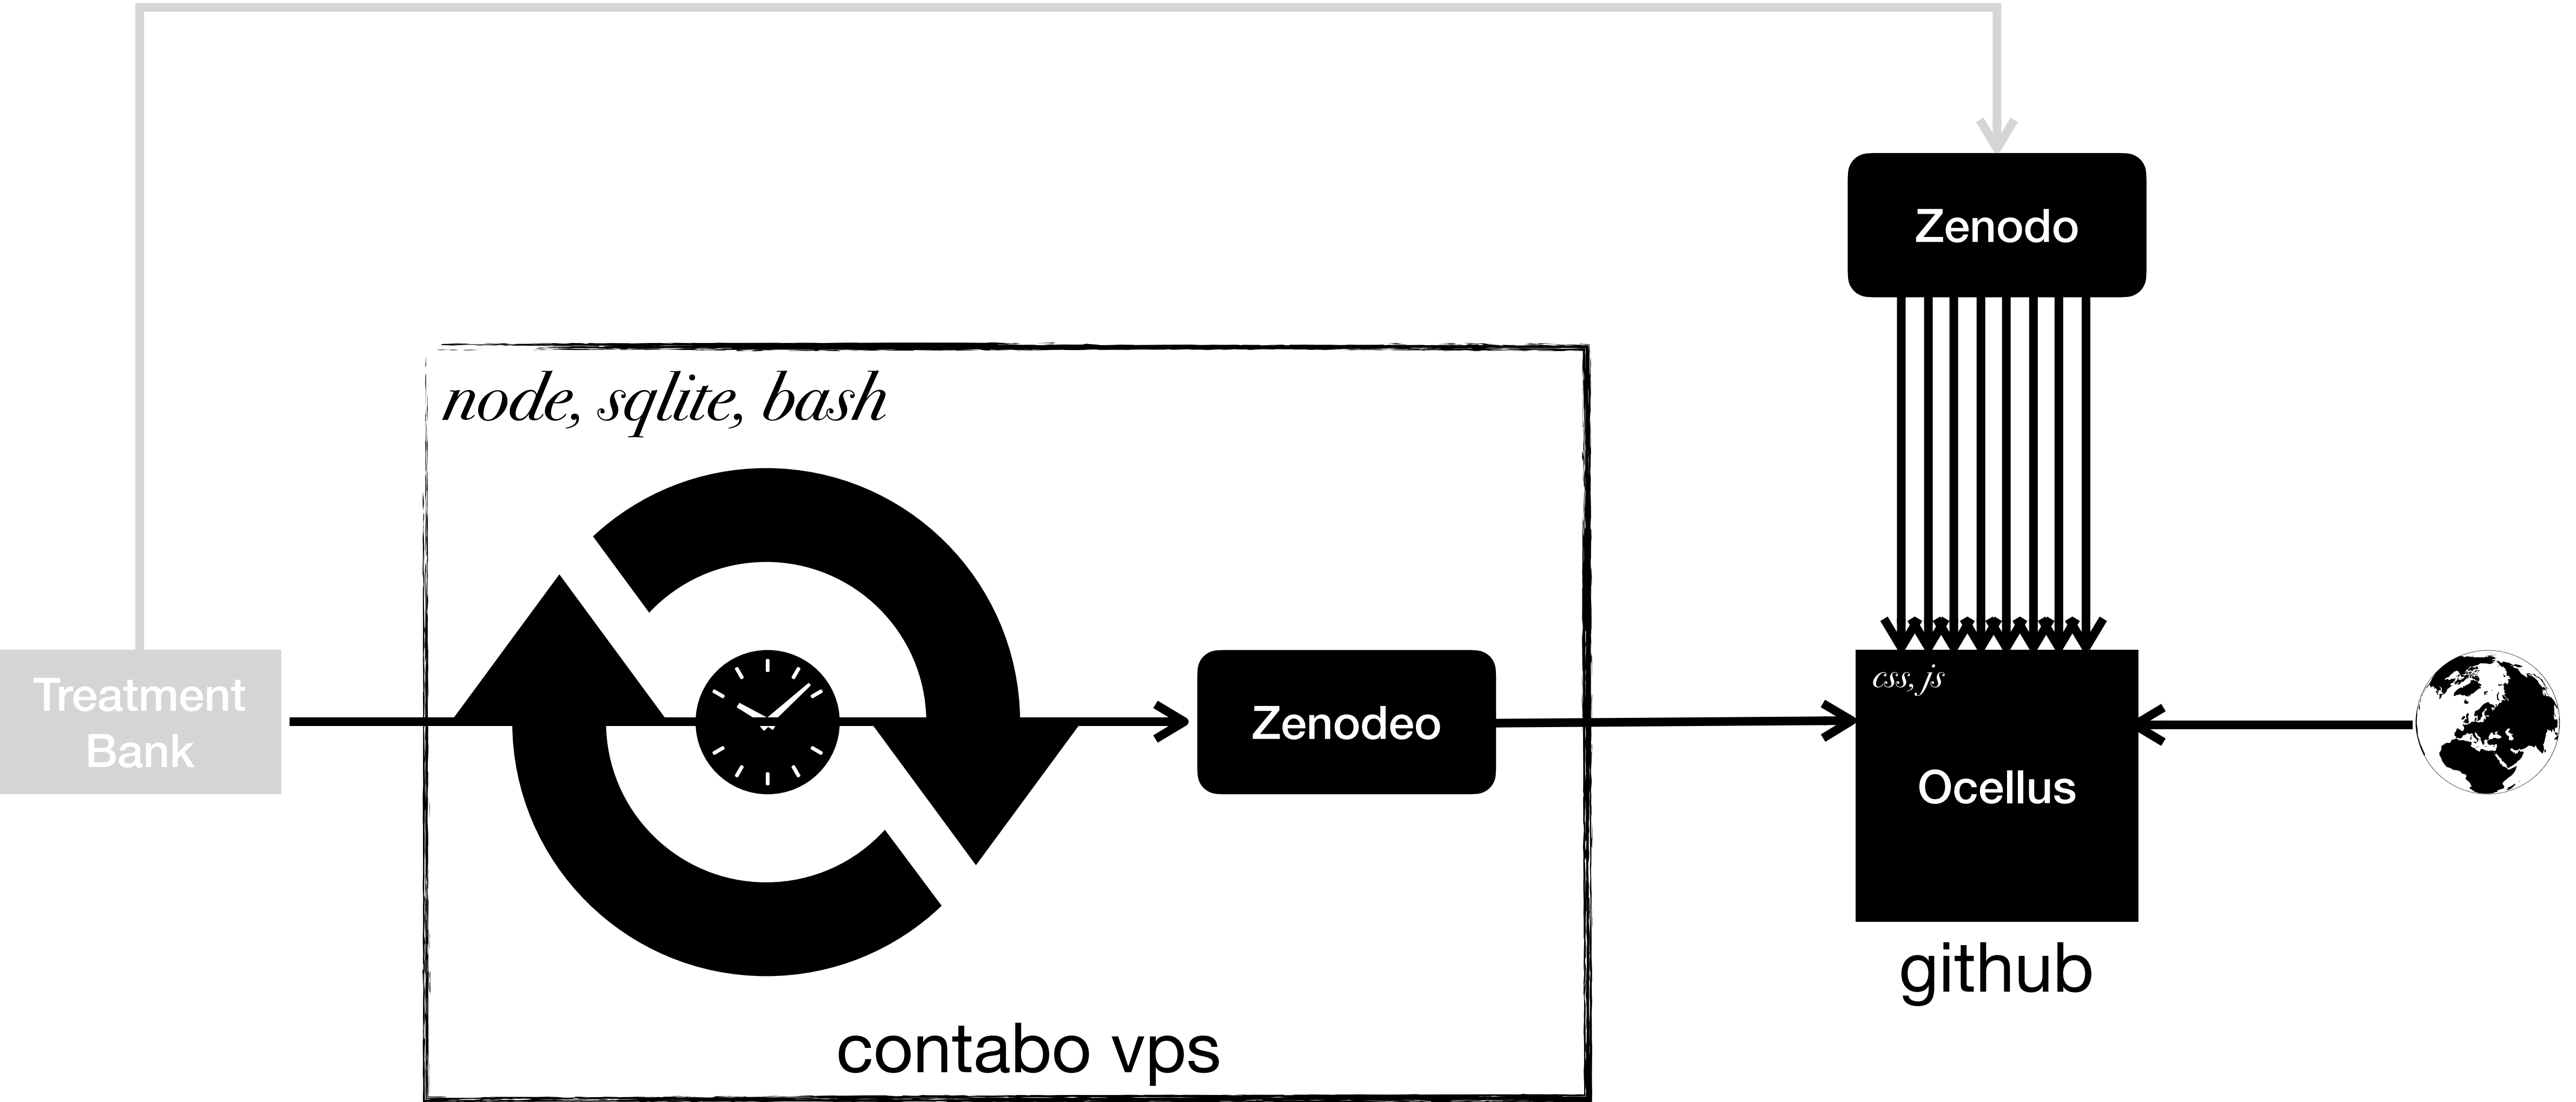 Zenodo
node, sqlite, bash
Treatment
Bank
Zenodeo
css, js
Ocellus
github
contabo vps